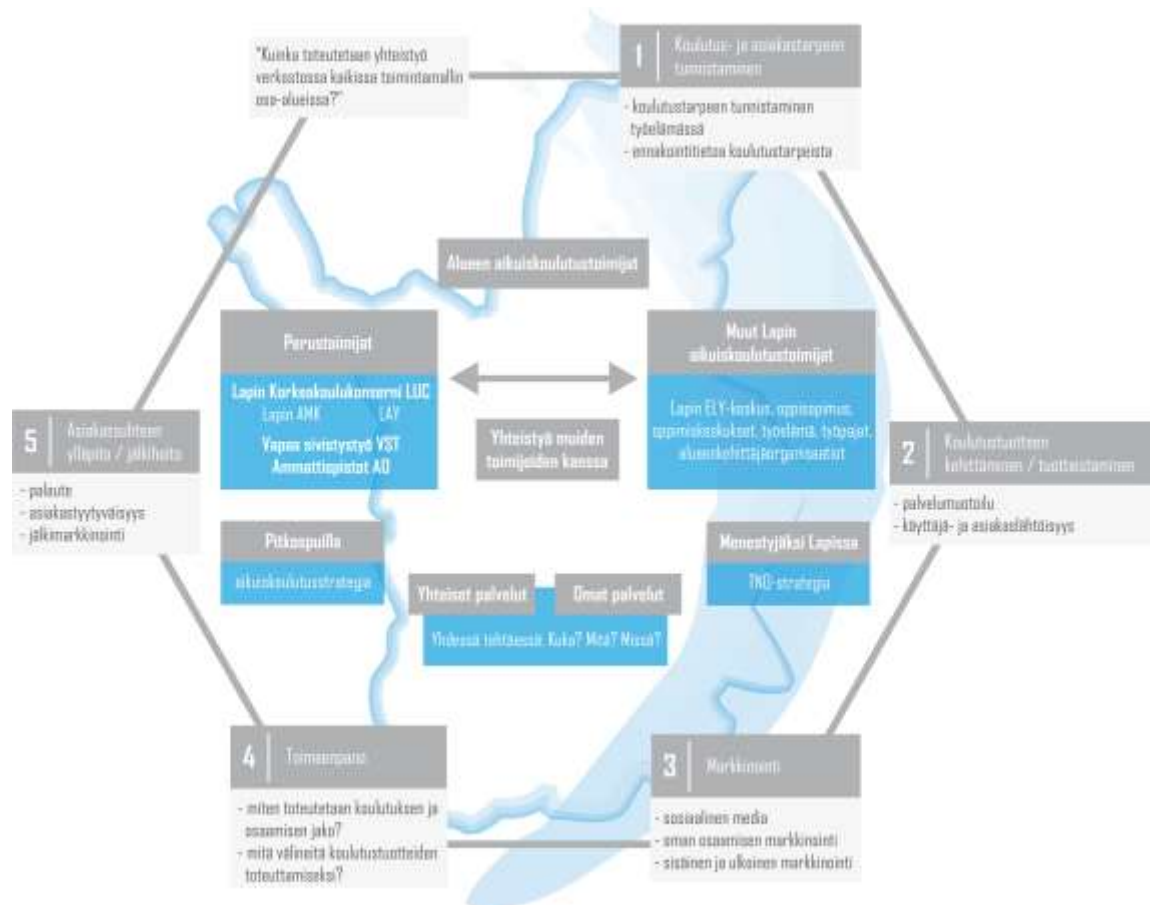 "Kuinka toteutetaan yhteistyö
verkostossa kaikissa toimintamallin
osa-alueissa?"
1
Koulutus- ja asiakastarpeen
tunnistaminen
- koulutustarpeen tunnistaminen
työelämässä
- ennakointitietoa koulutustarpeista
Alueen aikuiskoulutustoimijat
Perustoimijat
Lapin Korkeakoulukonserni LUC
Lapin AMK LAY
Vapaa sivistystyö VST
Ammattiopistot AO
Yhteistyö muiden
toimijoiden kanssa
Muut Lapin
aikuiskoulutustoimijat
Lapin ELY-keskus, oppisopimus,
oppimiskeskukset, työelämä, työpajat,
alueenkehittäjäorganisaatiot
5
Asiakassuhteen
ylläpito / jälkihoito
- palaute
- asiakastyytyväisyys
- jälkimarkkinointi
2
Koulutustuotteen
kehittäminen / tuotteistaminen
- palvelumuotoilu
- käyttäjä- ja asiakaslähtöisyys
Pitkospuilla
aikuiskoulutusstrategia
Yhteiset palvelut
Omat palvelut
Yhdessä tehtäessä: Kuka? Mitä? Missä?
Menestyjäksi Lapissa
TNO-strategia
4
Toimeenpano
- miten toteutetaan koulutuksen ja
osaamisen jako?
- mitä välineitä koulutustuotteiden
toteuttamiseksi?
3
Markkinointi
- sosiaalinen media
- oman osaamisen markkinointi
- sisäinen ja ulkoinen markkinointi